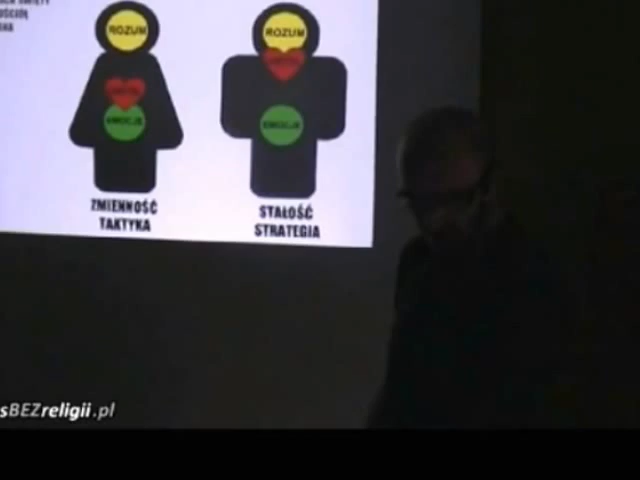 ROZUM
EMOCJE
ZMIENNOŚĆ
TAKTYKA
ROZUM
EMOCJE
STAŁOŚĆ
STRATEGIA
sBEZreligii.pl